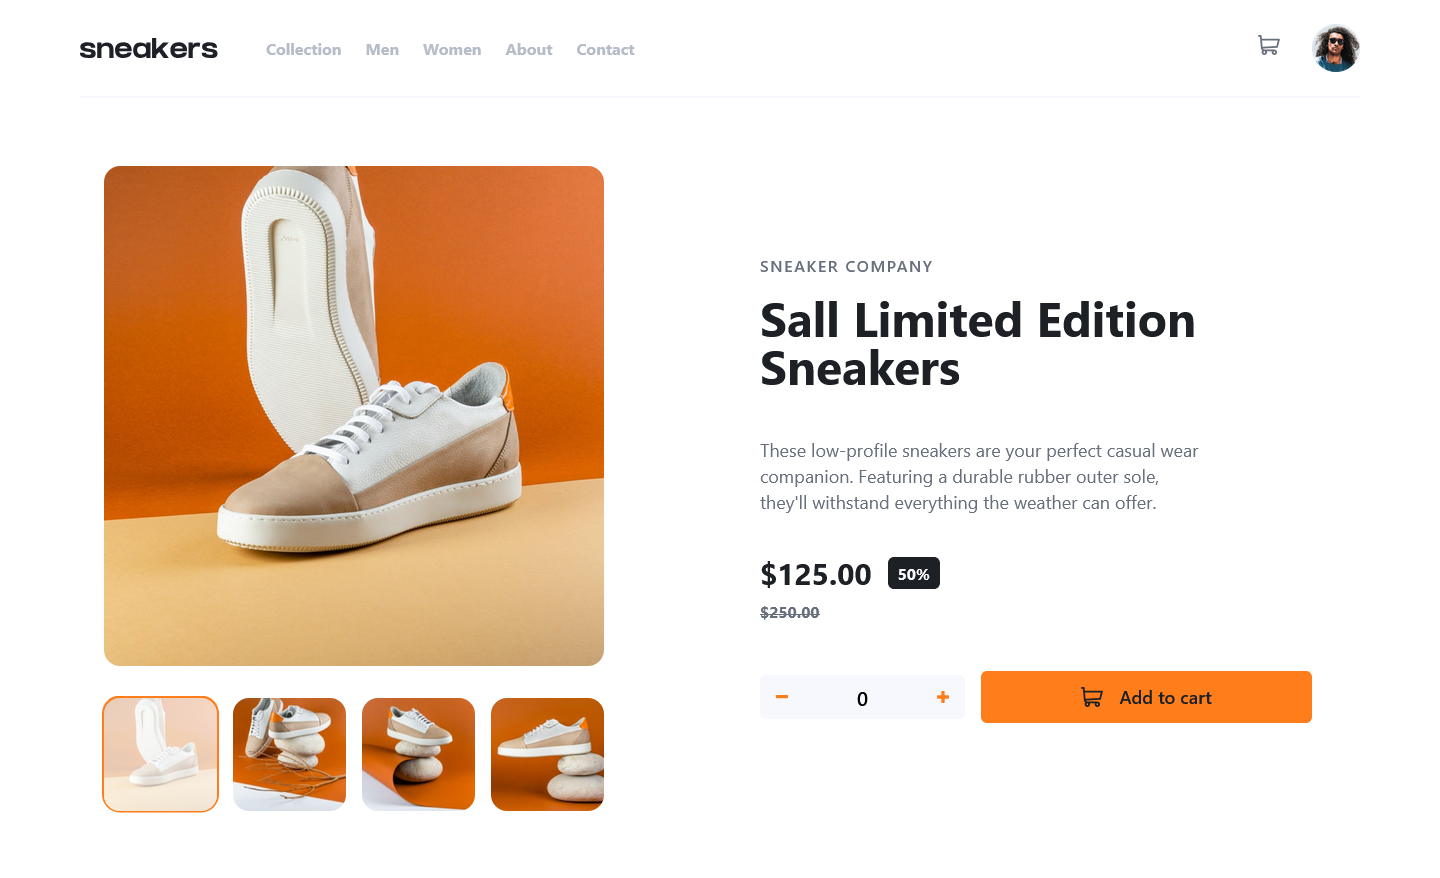 sneakers
Collection Men Women About Contact
SNEAKER COMPANY
Sall Limited Edition
Sneakers
These low-profile sneakers are your perfect casual wear
companion. Featuring a durable rubber outer sole,
they'll withstand everything the weather can offer.
$125.00 50%
$250.00
0
Add to cart